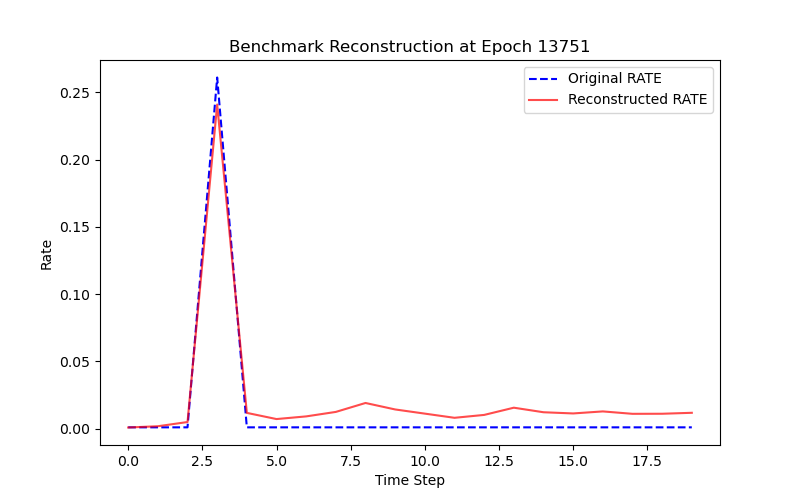 Benchmark Reconstruction at Epoch 13751
Original RATE
Reconstructed RATE
Rate
0.25
0.20
0.15
0.10
0.05
0.00
0.0 2.5 5.0 7.5 10.0 12.5 15.0 17.5
Time Step